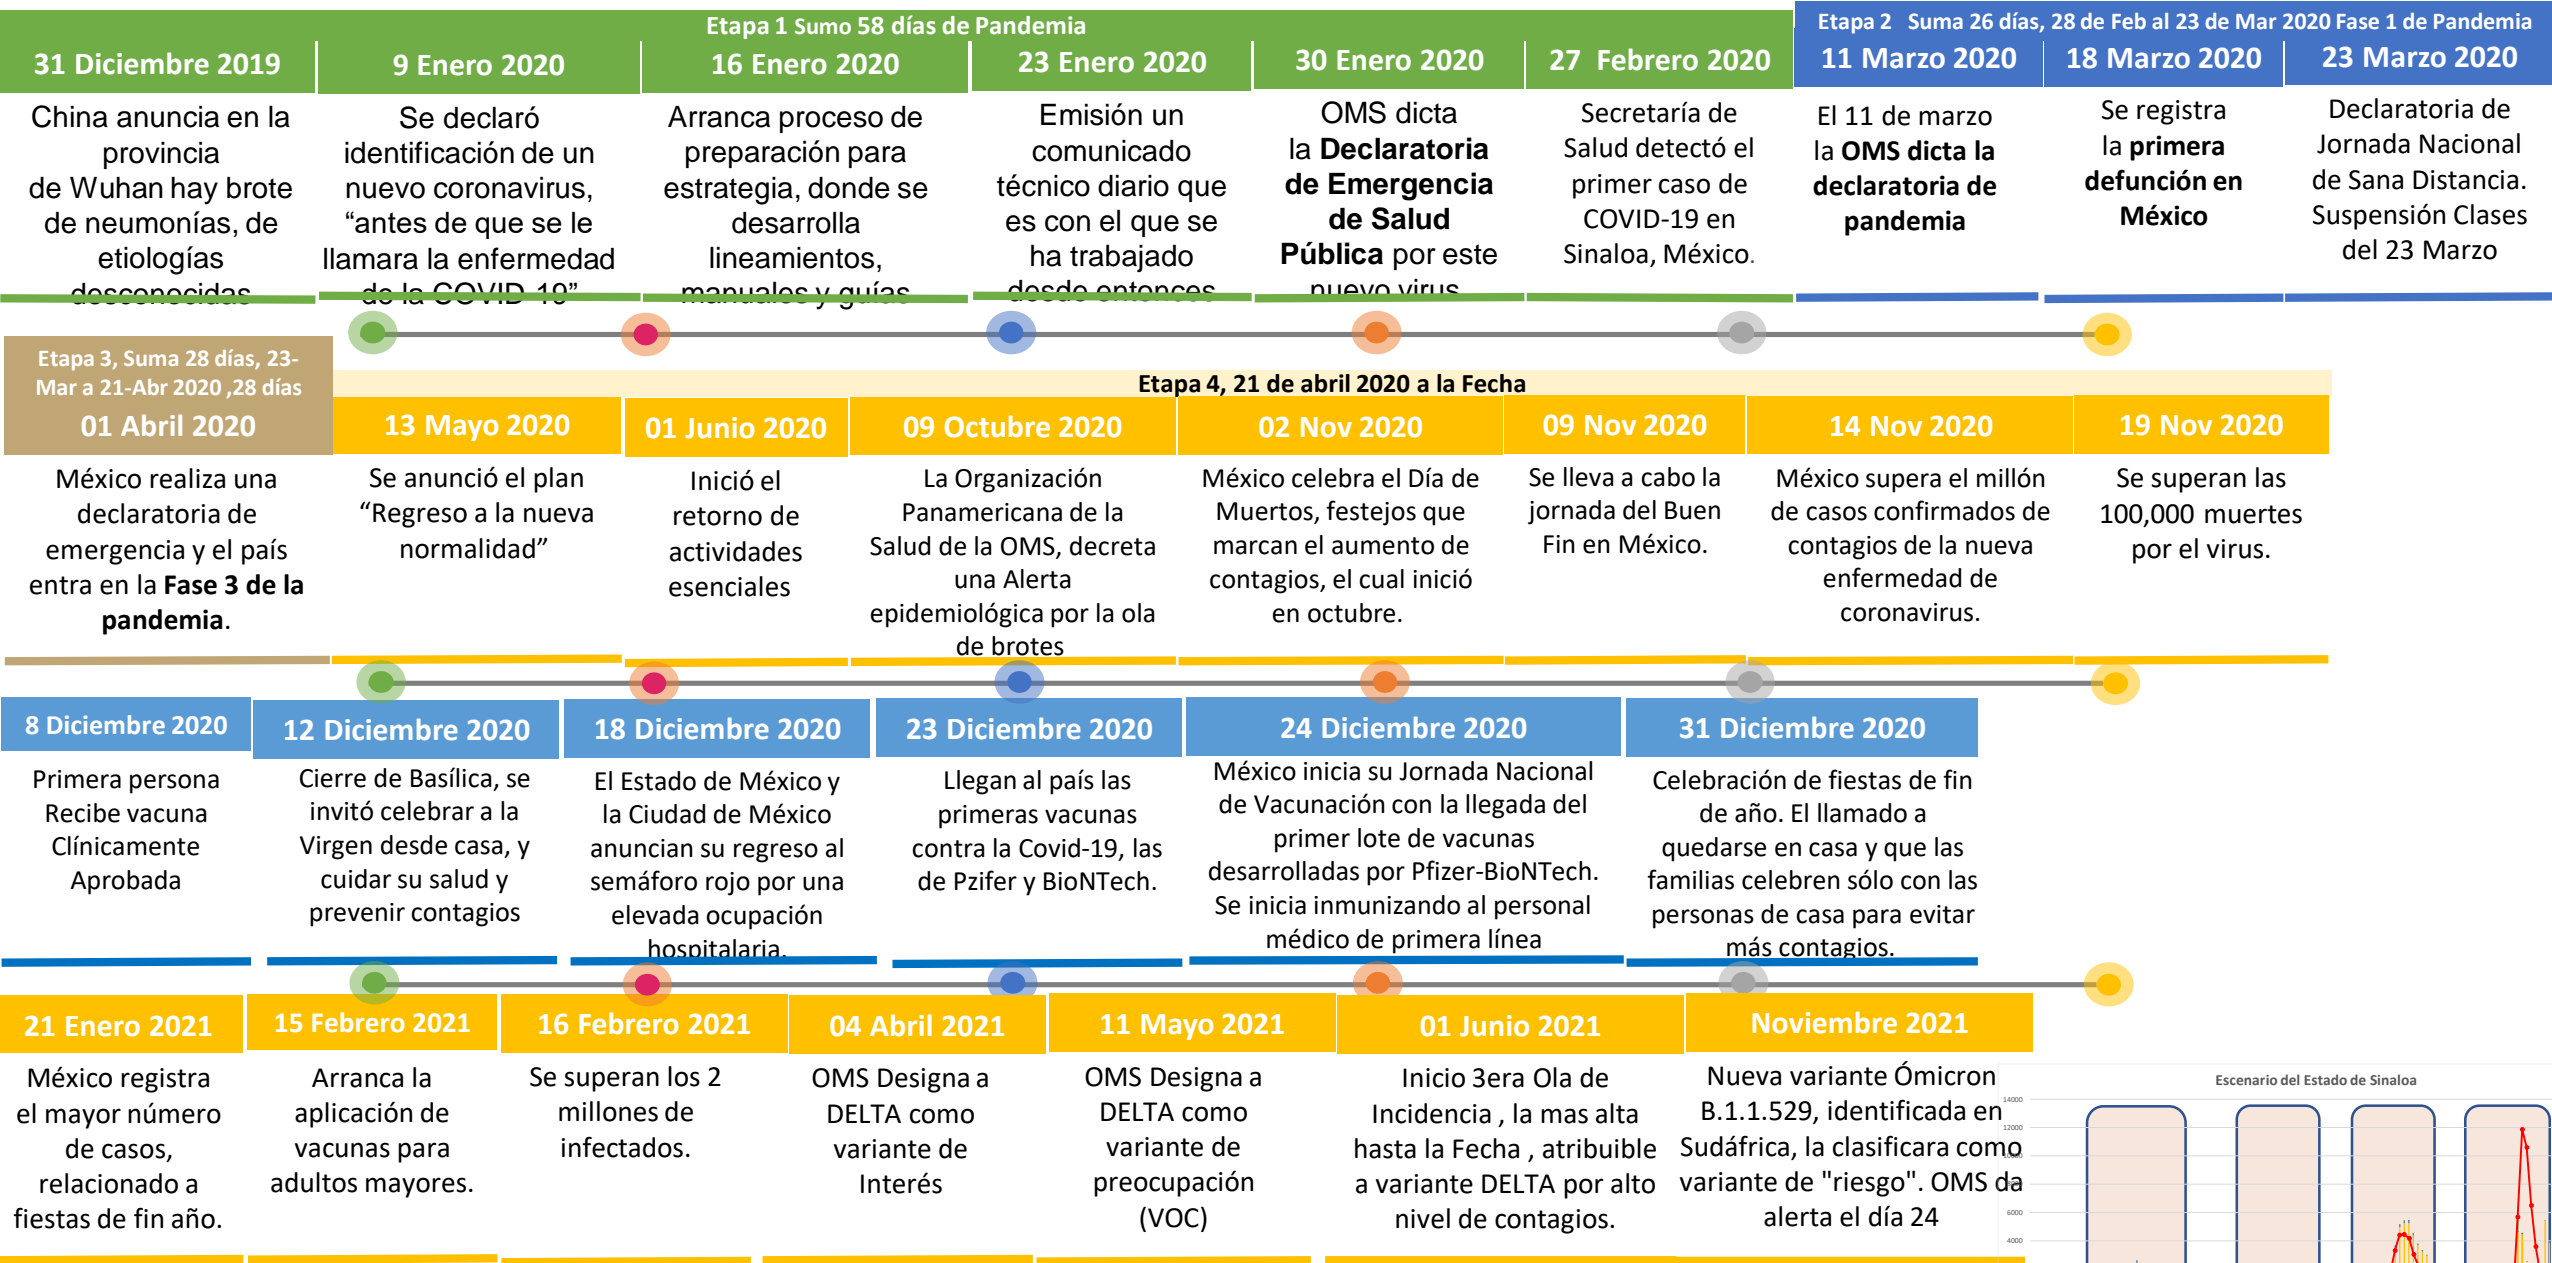 Etapa 1 Sumo 58 días de Pandemia
Etapa 2 Suma 26 días, 28 de Feb al 23 de Mar 2020 Fase 1 de Pandemia
31 Diciembre 2019
China anuncia en la
provincia
de Wuhan hay brote
de neumonías, de
etiologías
desconocidas
9 Enero 2020
Se declaró
identificación de un
nuevo coronavirus,
“antes de que se le
llamara la enfermedad
de la COVID-19”
16 Enero 2020
Arranca proceso de
preparación para
estrategia, donde se
desarrolla
lineamientos,
manuales y guías
23 Enero 2020
Emisión un
comunicado
técnico diario que
es con el que se
ha trabajado
desde entonces
30 Enero 2020
OMS dicta
la Declaratoria
de Emergencia
de Salud
Pública por este
nuevo virus
27 Febrero 2020
Secretaría de
Salud detectó el
primer caso de
COVID-19 en
Sinaloa, México.
11 Marzo 2020
El 11 de marzo
la OMS dicta la
declaratoria de
pandemia
18 Marzo 2020
Se registra
la primera
defunción en
México
23 Marzo 2020
Declaratoria de
Jornada Nacional
de Sana Distancia.
Suspensión Clases
del 23 Marzo
Etapa 3, Suma 28 días, 23-
Mar a 21-Abr 2020 ,28 días
01 Abril 2020
México realiza una
declaratoria de
emergencia y el país
entra en la Fase 3 de la
pandemia.
Etapa 4, 21 de abril 2020 a la Fecha
13 Mayo 2020
Se anunció el plan
“Regreso a la nueva
normalidad”
01 Junio 2020
Inició el
retorno de
actividades
esenciales
09 Octubre 2020
La Organización
Panamericana de la
Salud de la OMS, decreta
una Alerta
epidemiológica por la ola
de brotes
02 Nov 2020
México celebra el Día de
Muertos, festejos que
marcan el aumento de
contagios, el cual inició
en octubre.
09 Nov 2020
Se lleva a cabo la
jornada del Buen
Fin en México.
14 Nov 2020
México supera el millón
de casos confirmados de
contagios de la nueva
enfermedad de
coronavirus.
19 Nov 2020
Se superan las
100,000 muertes
por el virus.
8 Diciembre 2020
Primera persona
Recibe vacuna
Clínicamente
Aprobada
12 Diciembre 2020
Cierre de Basílica, se
invitó celebrar a la
Virgen desde casa, y
cuidar su salud y
prevenir contagios
18 Diciembre 2020
El Estado de México y
la Ciudad de México
anuncian su regreso al
semáforo rojo por una
elevada ocupación
hospitalaria.
23 Diciembre 2020
Llegan al país las
primeras vacunas
contra la Covid-19, las
de Pzifer y BioNTech.
24 Diciembre 2020
México inicia su Jornada Nacional
de Vacunación con la llegada del
primer lote de vacunas
desarrolladas por Pfizer-BioNTech.
Se inicia inmunizando al personal
médico de primera línea
31 Diciembre 2020
Celebración de fiestas de fin
de año. El llamado a
quedarse en casa y que las
familias celebren sólo con las
personas de casa para evitar
más contagios.
21 Enero 2021
México registra
el mayor número
de casos,
relacionado a
fiestas de fin año.
15 Febrero 2021
Arranca la
aplicación de
vacunas para
adultos mayores.
16 Febrero 2021
Se superan los 2
millones de
infectados.
04 Abril 2021
OMS Designa a
DELTA como
variante de
Interés
11 Mayo 2021
OMS Designa a
DELTA como
variante de
preocupación
(VOC)
01 Junio 2021
Inicio 3era Ola de
Incidencia , la mas alta
hasta la Fecha , atribuible
a variante DELTA por alto
nivel de contagios.
Noviembre 2021
Nueva variante Ómicron
B.1.1.529, identificada en
Sudáfrica, la clasificara como
variante de "riesgo". OMS da
alerta el día 24
Escenario del Estado de Sinaloa
14000
12000
10000
6000
4000